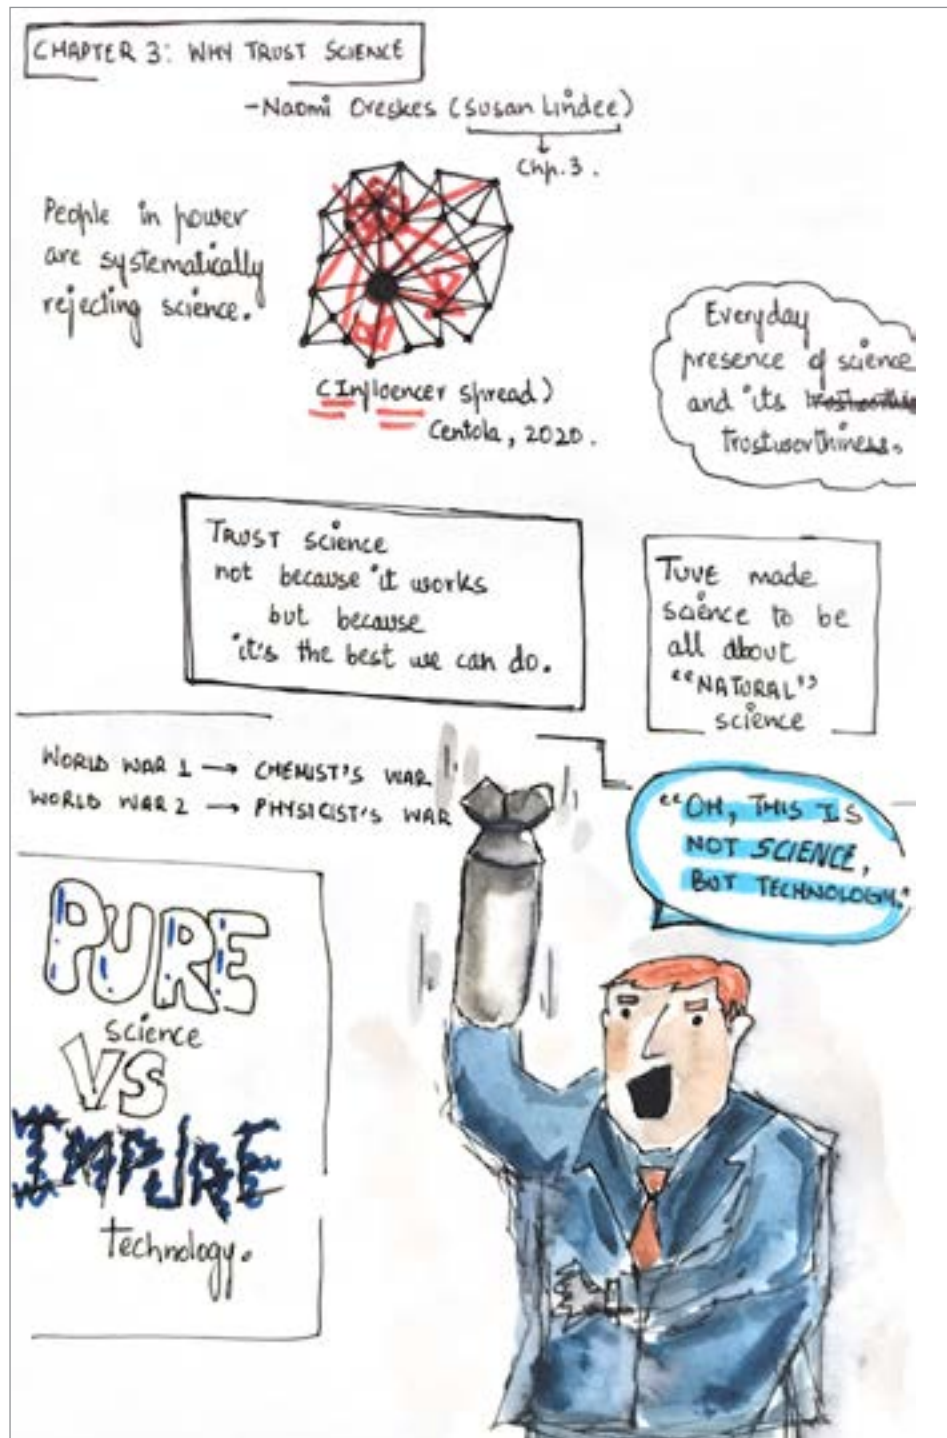 CHAPTER 3: WHY TRUST SCIENCE
-Naomi Oreskes (Susan Lindee)
Chp. 3.
People in power
are systematically
rejecting science.
(Influencer spread)
Centola, 2020.
Everyday
presence of science
and its
trustworthiness.
TRUST science
not because it works
but because
it's the best we can do.
TUVE made
science to be
all about
"NATURAL"
science
WORLD WAR 1 → CHEMIST'S WAR
WORLD WAR 2 → PHYSICIST'S WAR
"OH, THIS IS
NOT SCIENCE,
BUT TECHNOLOGY."
PURE
science
VS
IMPURE
technology.